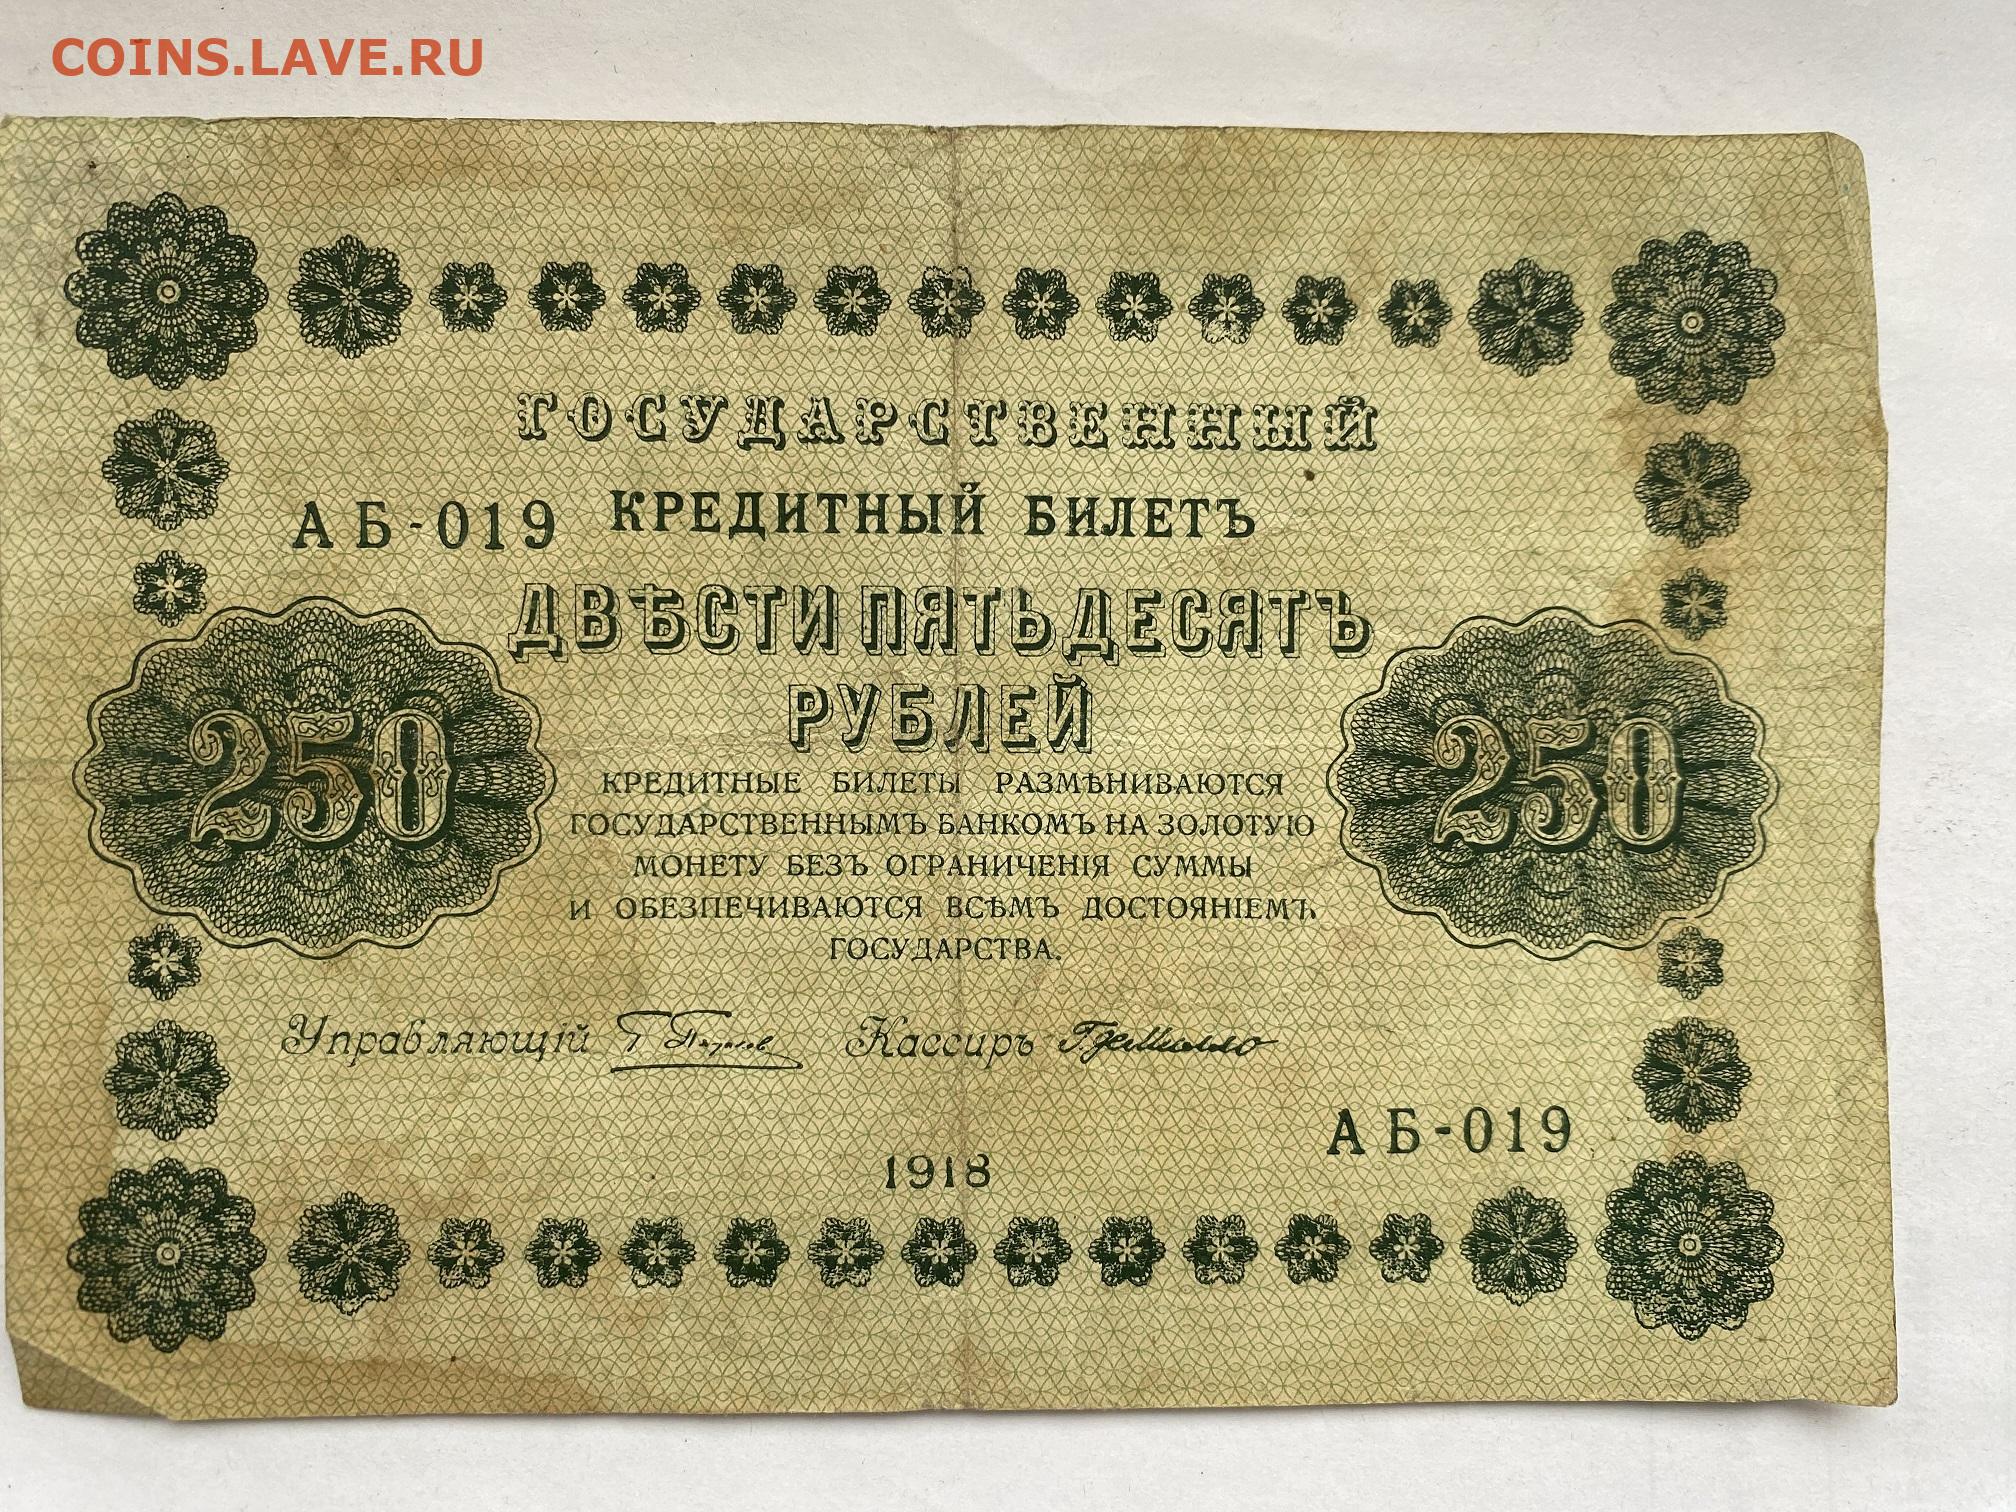 COINS.LAVE.RU
ГОСУДАРСТВЕННЫЙ
АБ-019 КРЕДИТНЫЙ БИЛЕТЪ
ДВѢСТИ ПЯТЬДЕСЯТЪ
РУБЛЕЙ
250 250
КРЕДИТНЫЕ БИЛЕТЫ РАЗМѢНИВАЮТСЯ
ГОСУДАРСТВЕННЫМЪ БАНКОМЪ НА ЗОЛОТУЮ
МОНЕТУ БЕЗЪ ОГРАНИЧЕНІЯ СУММЫ
И ОБЕЗПЕЧИВАЮТСЯ ВСѢМЪ ДОСТОЯНІЕМЪ
ГОСУДАРСТВА.
Управляющій Кассиръ
АБ-019
1918